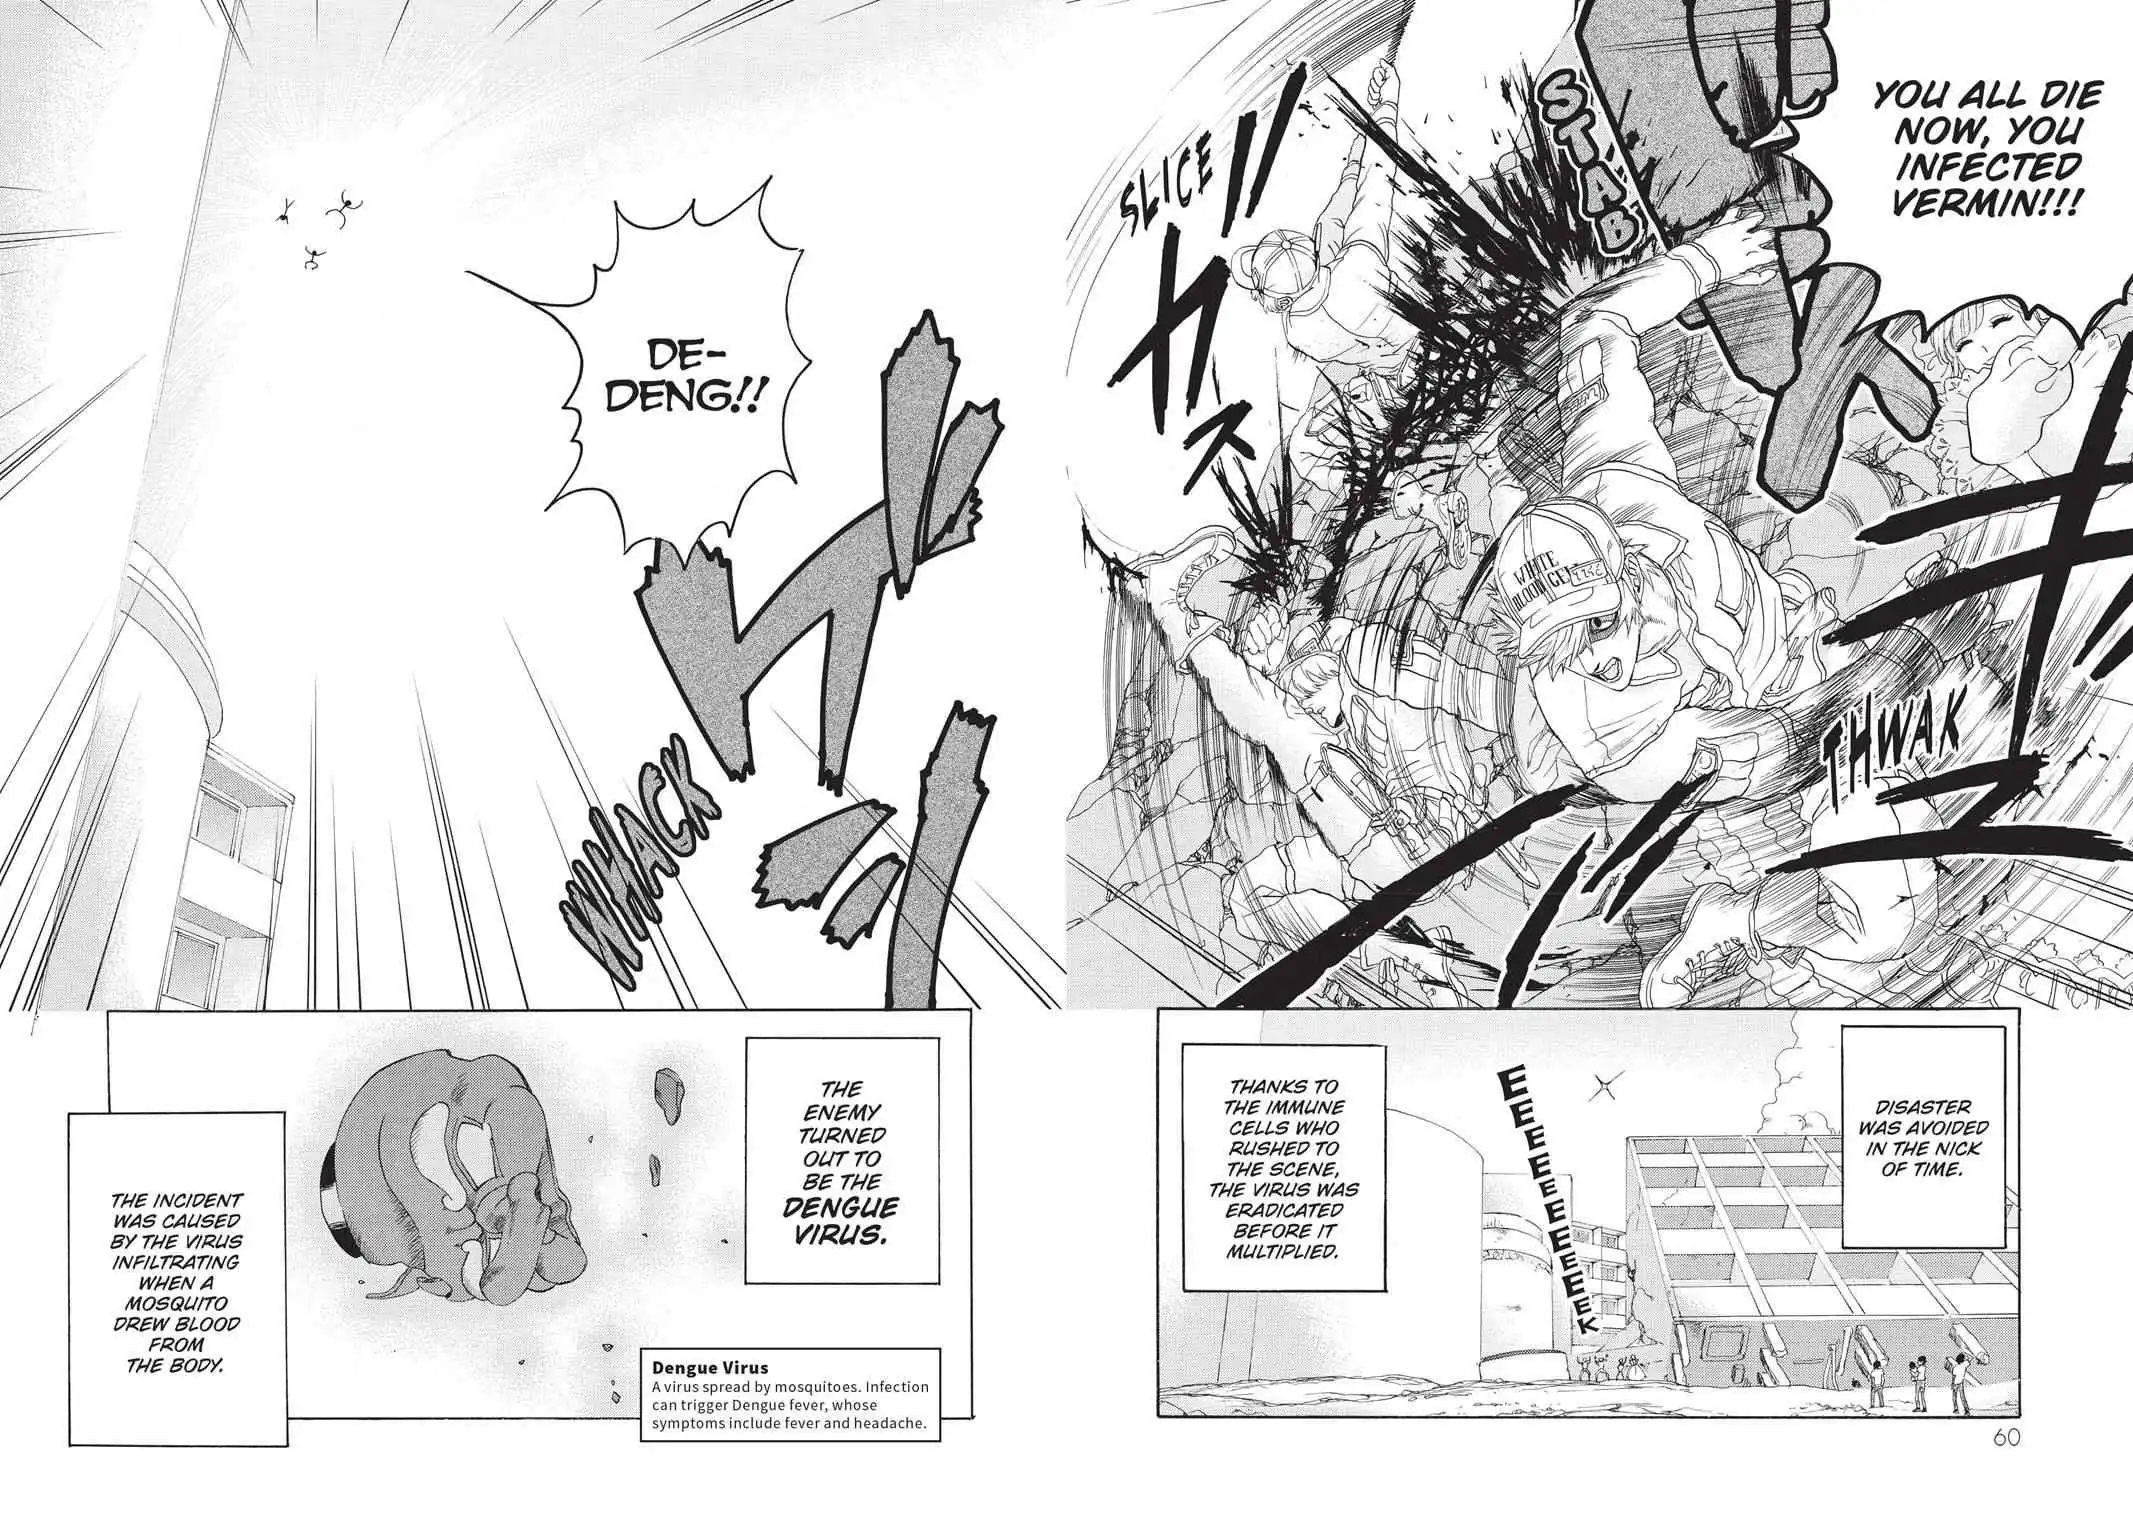 YOU ALL DIE
NOW, YOU
INFECTED
VERMIN!!!
STAB
SLICE
WHITE
BLOOD CELL
THWAK
DISASTER
WAS AVOIDED
IN THE NICK
OF TIME.
EEEEEEEEEEEEK
THANKS TO
THE IMMUNE
CELLS WHO
RUSHED TO
THE SCENE,
THE VIRUS WAS
ERADICATED
BEFORE IT
MULTIPLIED.
60
DE-
DENG!!
WHACK
THE
ENEMY
TURNED
OUT TO
BE THE
DENGUE
VIRUS.
Dengue Virus
A virus spread by mosquitoes. Infection
can trigger Dengue fever, whose
symptoms include fever and headache.
THE INCIDENT
WAS CAUSED
BY THE VIRUS
INFILTRATING
WHEN A
MOSQUITO
DREW BLOOD
FROM
THE BODY.